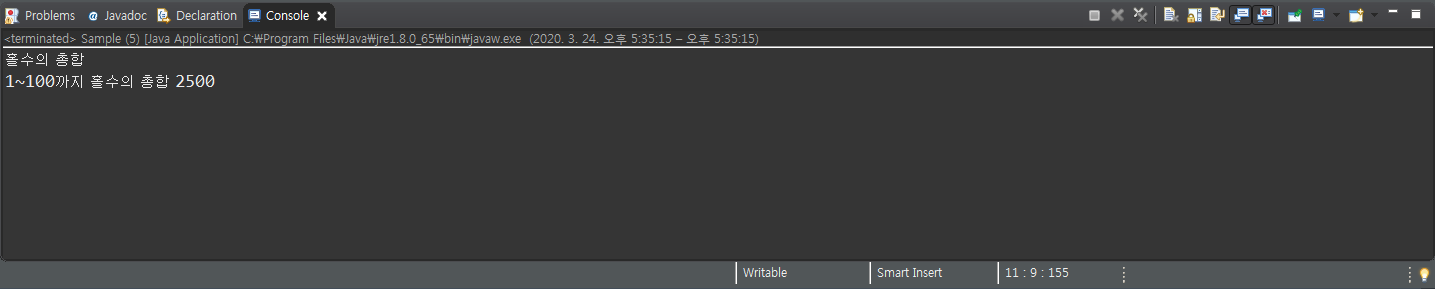 Problems @ Javadoc Declaration Console
<terminated> Sample (5) [Java Application] C:₩Program Files₩Java₩jre1.8.0_65₩bin₩javaw.exe (2020. 3. 24. 오후 5:35:15 – 오후 5:35:15)
홀수의 총합
1~100까지 홀수의 총합 2500
Writable Smart Insert 11 : 9 : 155